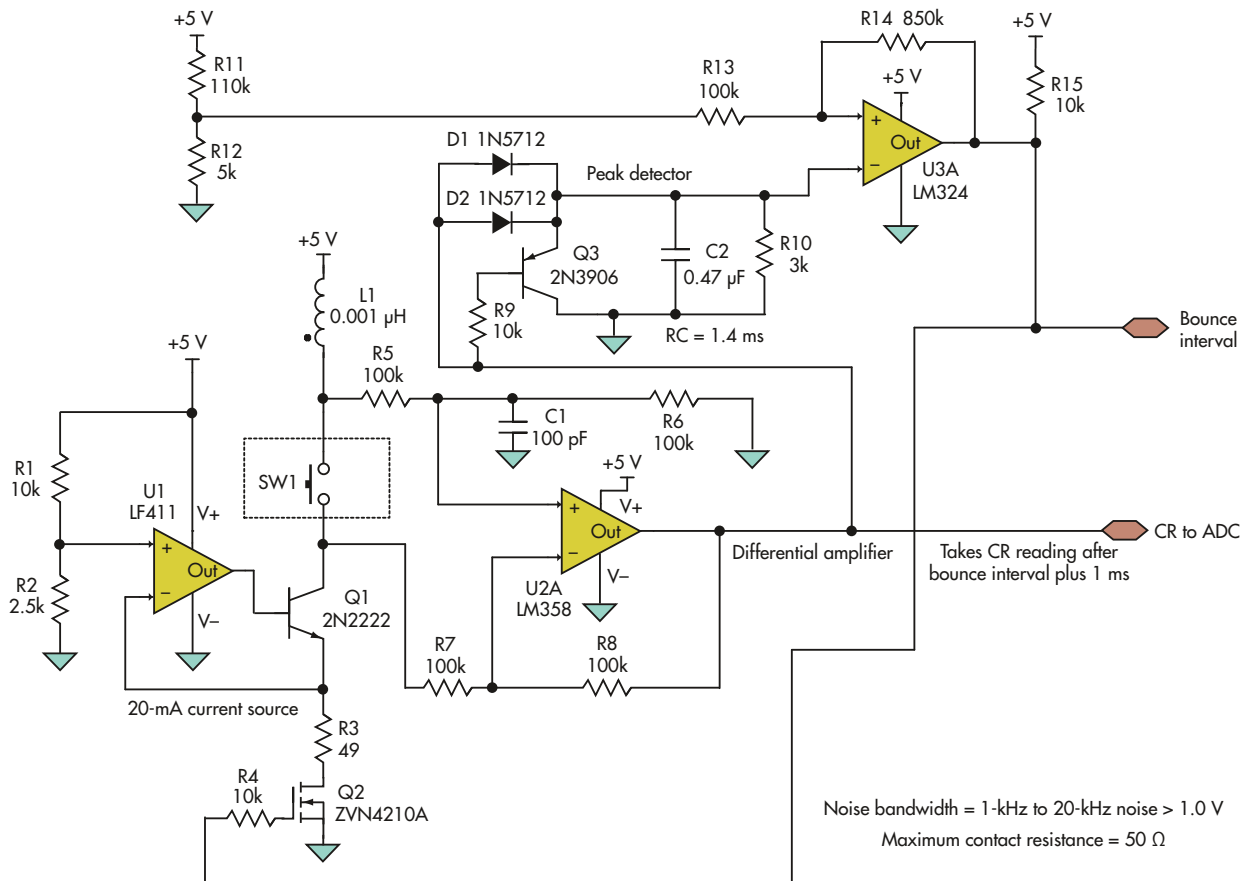 +5 V
R11
110k
R12
5k
R13
100k
R14 850k
+5 V
+
−
Out
U3A
LM324
+5 V
R15
10k
D1 1N5712
D2 1N5712
Peak detector
Q3
2N3906
R9
10k
C2
0.47 µF
R10
3k
RC = 1.4 ms
Bounce
interval
+5 V
L1
0.001 µH
+5 V
R5
100k
C1
100 pF
R6
100k
R1
10k
R2
2.5k
U1
LF411
V+
+
−
Out
V−
SW1
Q1
2N2222
+5 V
V+
+
−
Out
V−
U2A
LM358
Differential amplifier
Takes CR reading after
bounce interval plus 1 ms
CR to ADC
R7
100k
R8
100k
20-mA current source
R3
49
R4
10k
Q2
ZVN4210A
Noise bandwidth = 1-kHz to 20-kHz noise > 1.0 V
Maximum contact resistance = 50 Ω